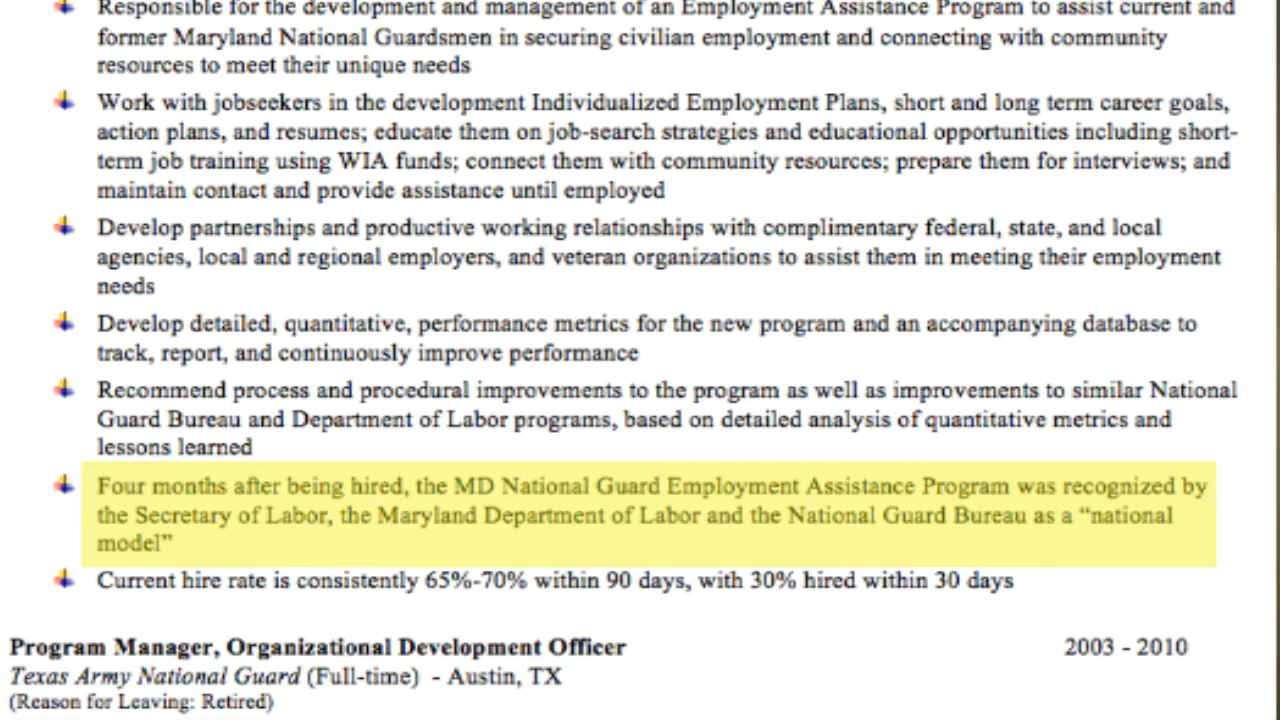 Responsible for the development and management of an Employment Assistance Program to assist current and
former Maryland National Guardsmen in securing civilian employment and connecting with community
resources to meet their unique needs
Work with jobseekers in the development Individualized Employment Plans, short and long term career goals,
action plans, and resumes; educate them on job-search strategies and educational opportunities including short-
term job training using WIA funds; connect them with community resources; prepare them for interviews; and
maintain contact and provide assistance until employed
Develop partnerships and productive working relationships with complimentary federal, state, and local
agencies, local and regional employers, and veteran organizations to assist them in meeting their employment
needs
Develop detailed, quantitative, performance metrics for the new program and an accompanying database to
track, report, and continuously improve performance
Recommend process and procedural improvements to the program as well as improvements to similar National
Guard Bureau and Department of Labor programs, based on detailed analysis of quantitative metrics and
lessons learned
Four months after being hired, the MD National Guard Employment Assistance Program was recognized by
the Secretary of Labor, the Maryland Department of Labor and the National Guard Bureau as a “national
model”
Current hire rate is consistently 65%-70% within 90 days, with 30% hired within 30 days
Program Manager, Organizational Development Officer 2003 - 2010
Texas Army National Guard (Full-time) - Austin, TX
(Reason for Leaving: Retired)